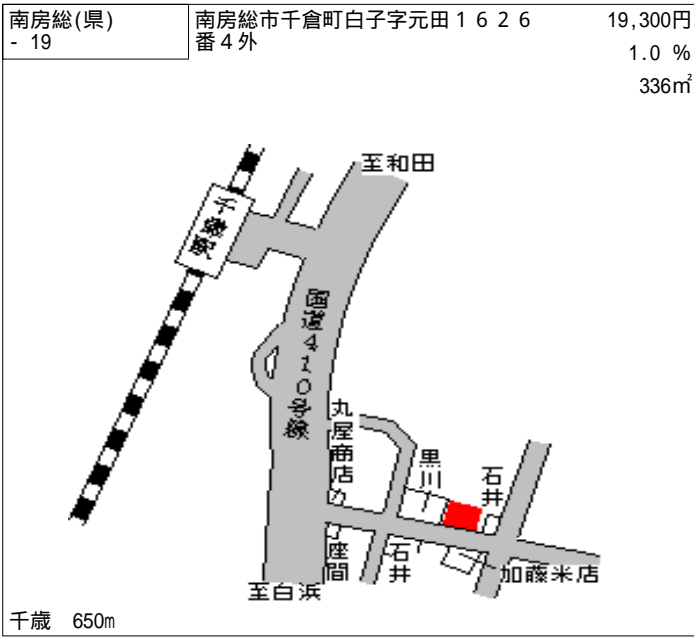 南房総(県)
- 19
南房総市千倉町白子字元田１６２６
番４外
19,300円
1.0 %
336㎡
至和田
千歳駅
国道410号線
丸屋商店
黒川
石井
座間
石井
加藤米店
至白浜
千歳 650m